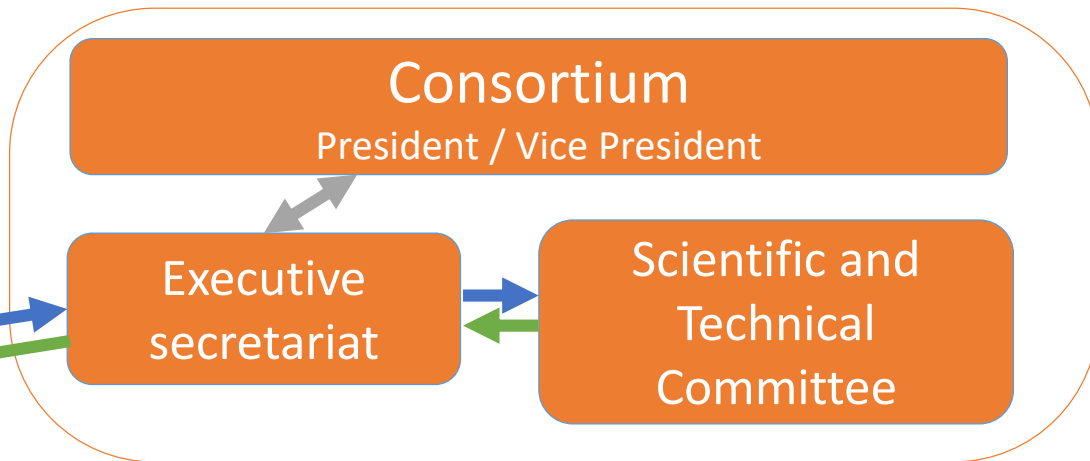 Consortium
President / Vice President
Executive
secretariat
Scientific and
Technical
Committee